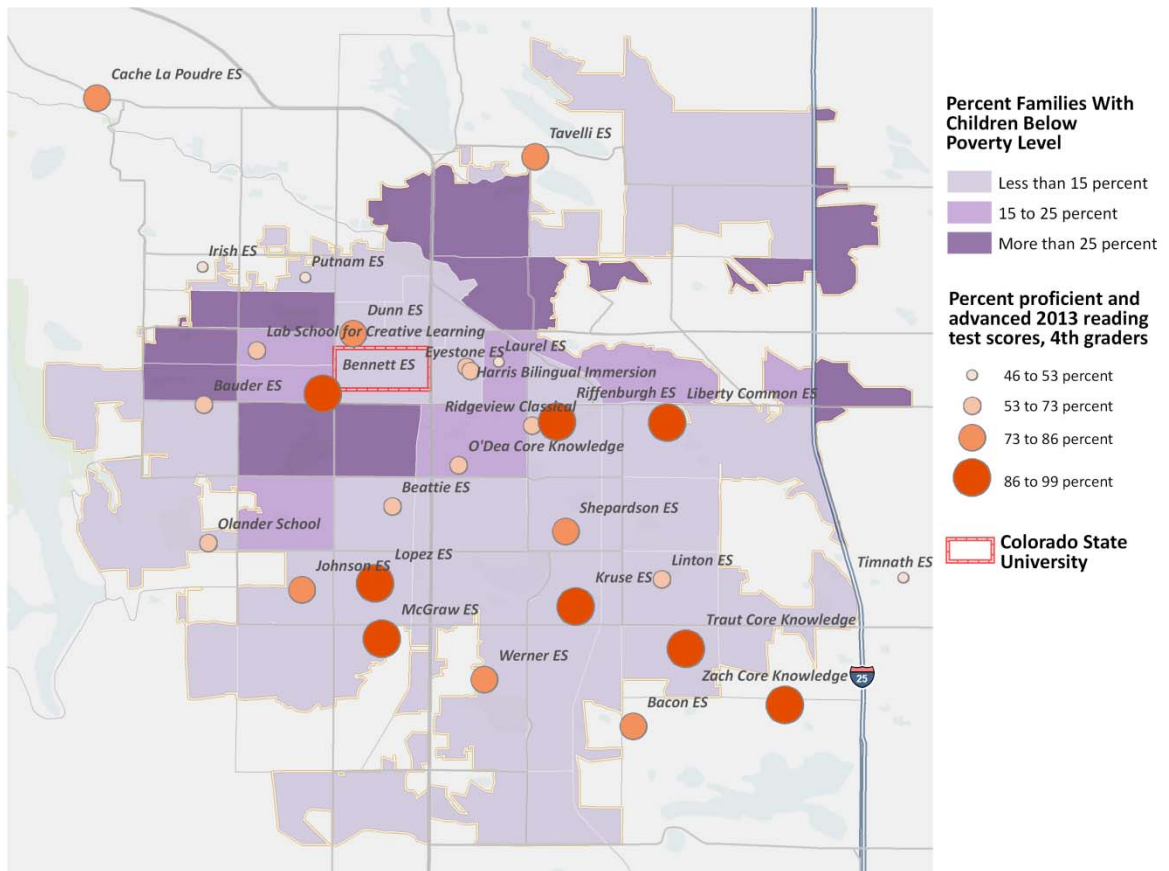 Cache La Poudre ES
Tavelli ES
Irish ES
Putnam ES
Dunn ES
Lab School for Creative Learning
Laurel ES
Eyestone ES
Bennett ES
Harris Bilingual Immersion
Bauder ES
Riffenburgh ES
Liberty Common ES
Ridgeview Classical
O'Dea Core Knowledge
Beattie ES
Shepardson ES
Olander School
Lopez ES
Johnson ES
Linton ES
Timnath ES
Kruse ES
McGraw ES
Traut Core Knowledge
Werner ES
Zach Core Knowledge
25
Bacon ES
Percent Families With
Children Below
Poverty Level
Less than 15 percent
15 to 25 percent
More than 25 percent
Percent proficient and
advanced 2013 reading
test scores, 4th graders
46 to 53 percent
53 to 73 percent
73 to 86 percent
86 to 99 percent
Colorado State
University